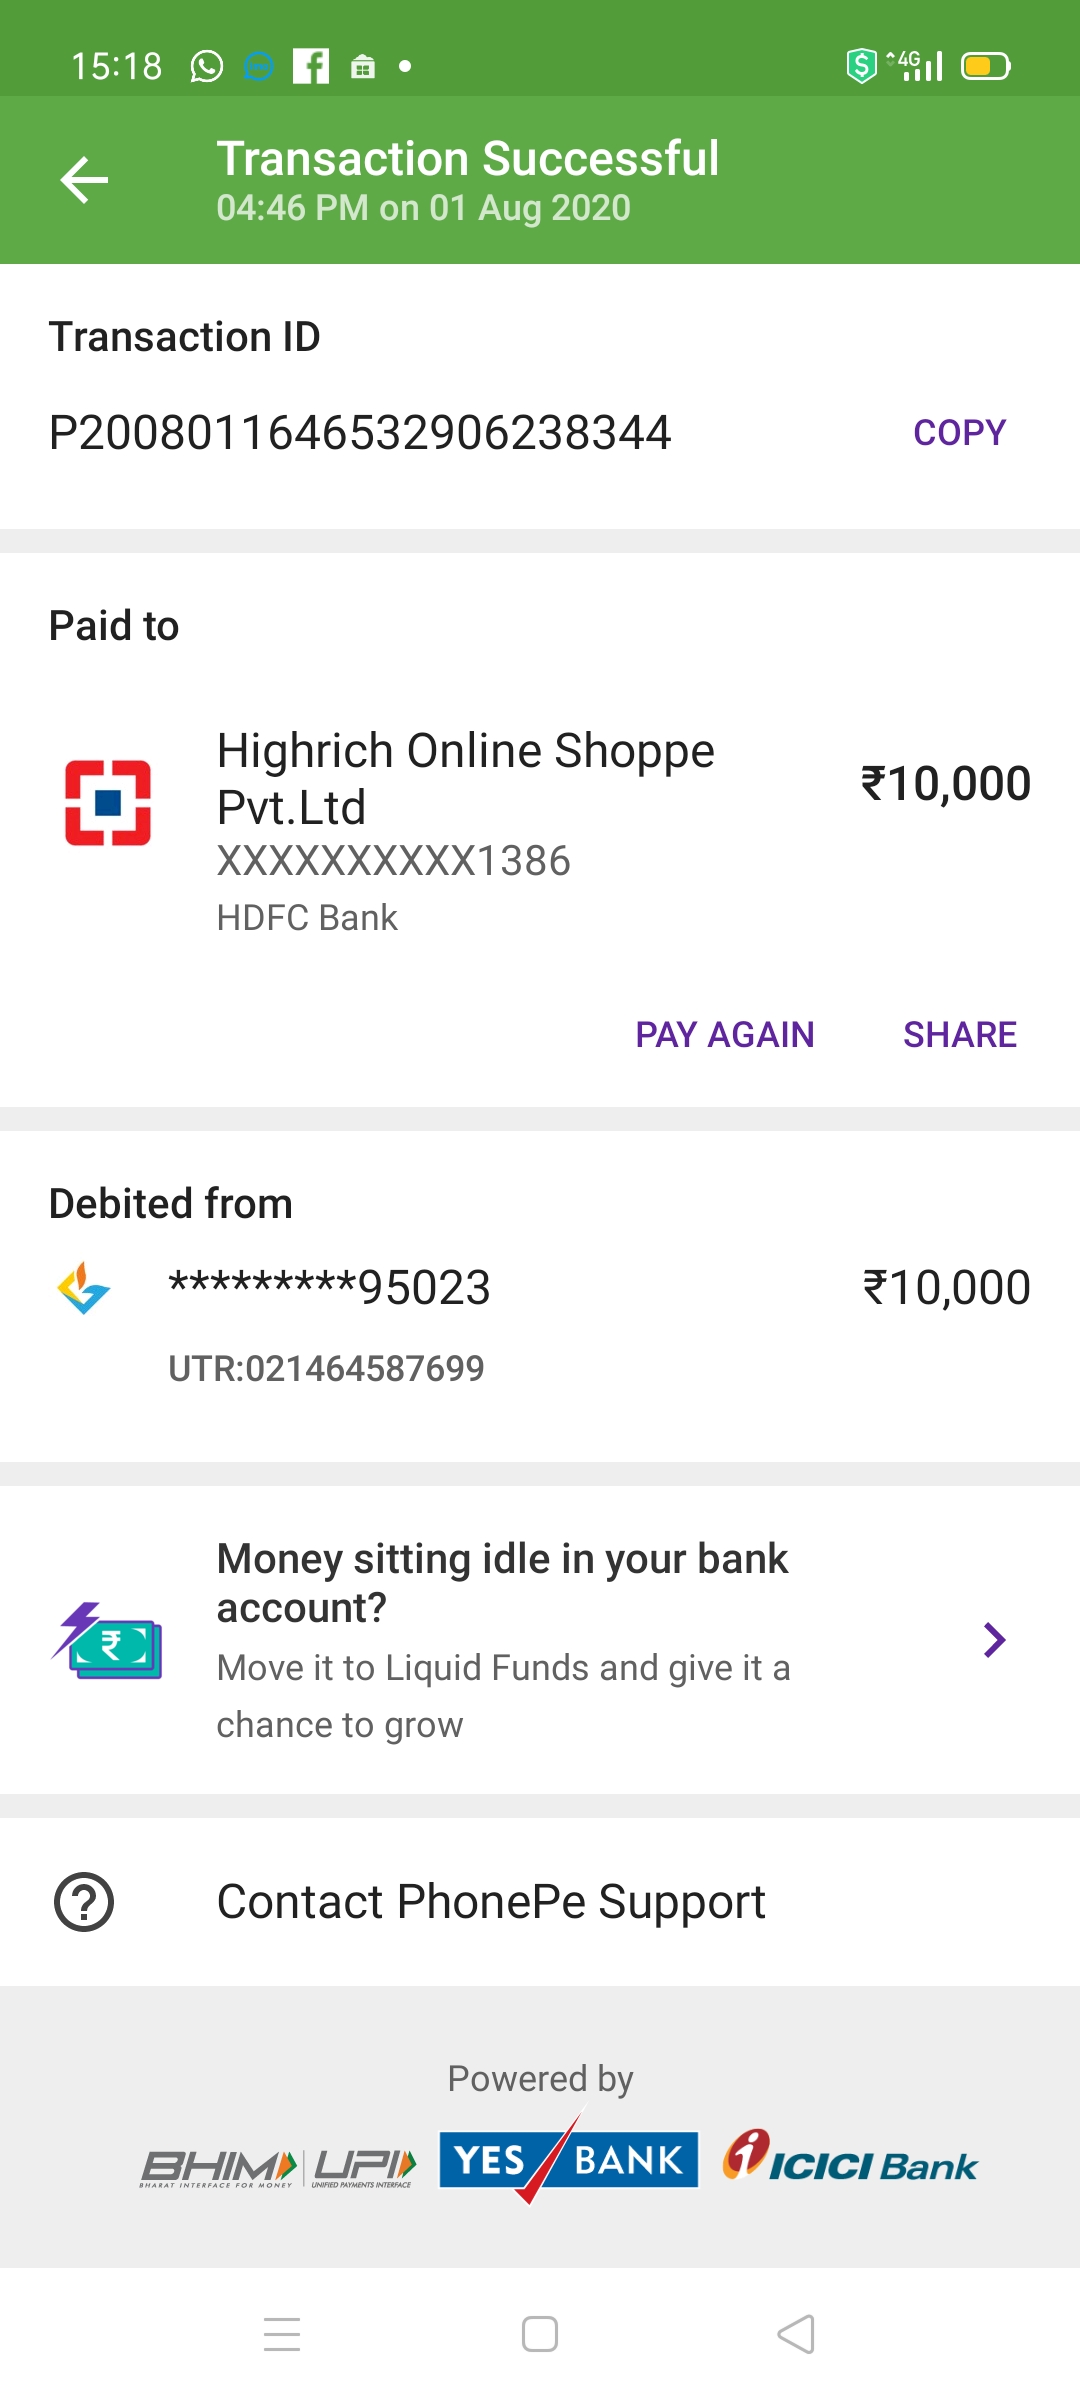 15:18
4G
Transaction Successful
04:46 PM on 01 Aug 2020
Transaction ID
P2008011646532906238344 COPY
Paid to
Highrich Online Shoppe
Pvt.Ltd
₹10,000
XXXXXXXXXX1386
HDFC Bank
PAY AGAIN SHARE
Debited from
*********95023 ₹10,000
UTR:021464587699
Money sitting idle in your bank
account?
Move it to Liquid Funds and give it a
chance to grow
Contact PhonePe Support
Powered by
BHIM UPI YES BANK ICICI Bank
BHARAT INTERFACE FOR MONEY UNIFIED PAYMENTS INTERFACE